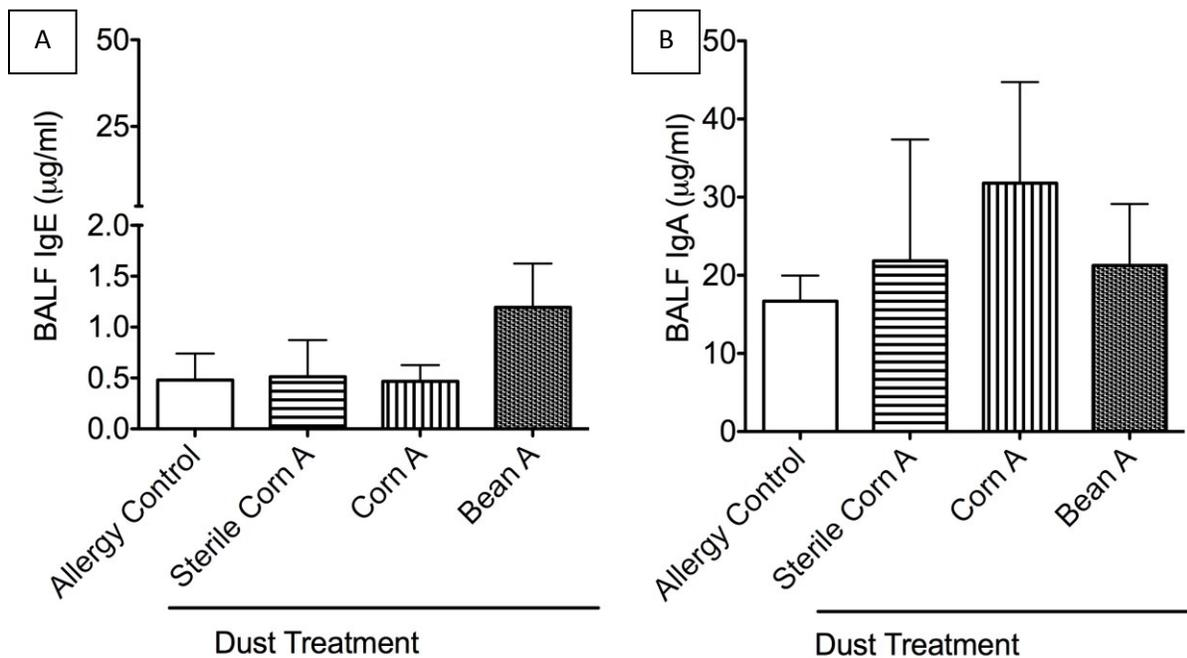 A
50
25
2.0
1.5
1.0
0.5
0.0
BALF IgE (μg/ml)
Allergy Control
Sterile Corn A
Corn A
Bean A
Dust Treatment
B
50
40
30
20
10
0
BALF IgA (μg/ml)
Allergy Control
Sterile Corn A
Corn A
Bean A
Dust Treatment